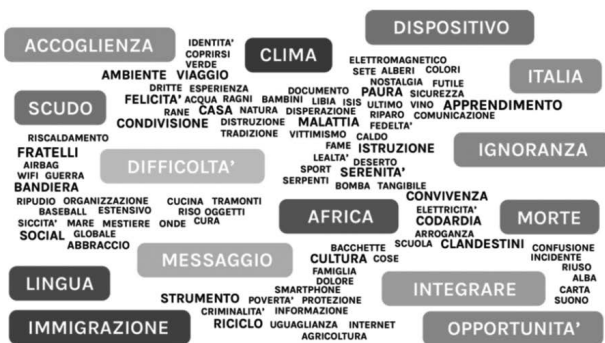 ACCOGLIENZA
IDENTITA'
COPRIRSI
VERDE
AMBIENTE VIAGGIO
CLIMA
DISPOSITIVO
ELETTROMAGNETICO
SETE ALBERI COLORI
NOSTALGIA FUTILE
ITALIA
DRITTE ESPERIENZA
DOCUMENTO PAURA SICUREZZA
SCUDO
FELICITA' ACQUA RAGNI BAMBINI LIBIA ISIS ULTIMO VINO APPRENDIMENTO
RANE CASA NATURA DISPERAZIONE RIPARO COMUNICAZIONE
CONDIVISIONE DISTRUZIONE MALATTIA FEDELTA'
TRADIZIONE VITTIMISMO CALDO
RISCALDAMENTO
FAME ISTRUZIONE
IGNORANZA
FRATELLI
AIRBAG
WIFI GUERRA
BANDIERA
DIFFICOLTA'
LEALTA' DESERTO
SPORT SERENITA'
SERPENTI
BOMBA TANGIBILE
CONVIVENZA
RIPUDIO ORGANIZZAZIONE
BASEBALL ESTENSIVO
CUCINA TRAMONTI
RISO OGGETTI
SICCITA' MARE MESTIERE ONDE CURA
SOCIAL GLOBALE
ABBRACCIO
AFRICA
ELETTRICITA'
CODARDIA
ARROGANZA
MORTE
BACCHETTE SCUOLA CLANDESTINI
CULTURA COSE
FAMIGLIA
DOLORE
CONFUSIONE
INCIDENTE
RIUSO
ALBA
CARTA
SUONO
MESSAGGIO
LINGUA
SMARTPHONE
STRUMENTO POVERTA' PROTEZIONE
CRIMINALITA' INFORMAZIONE
RICICLO UGUAGLIANZA INTERNET
AGRICOLTURA
INTEGRARE
IMMIGRAZIONE
OPPORTUNITA'